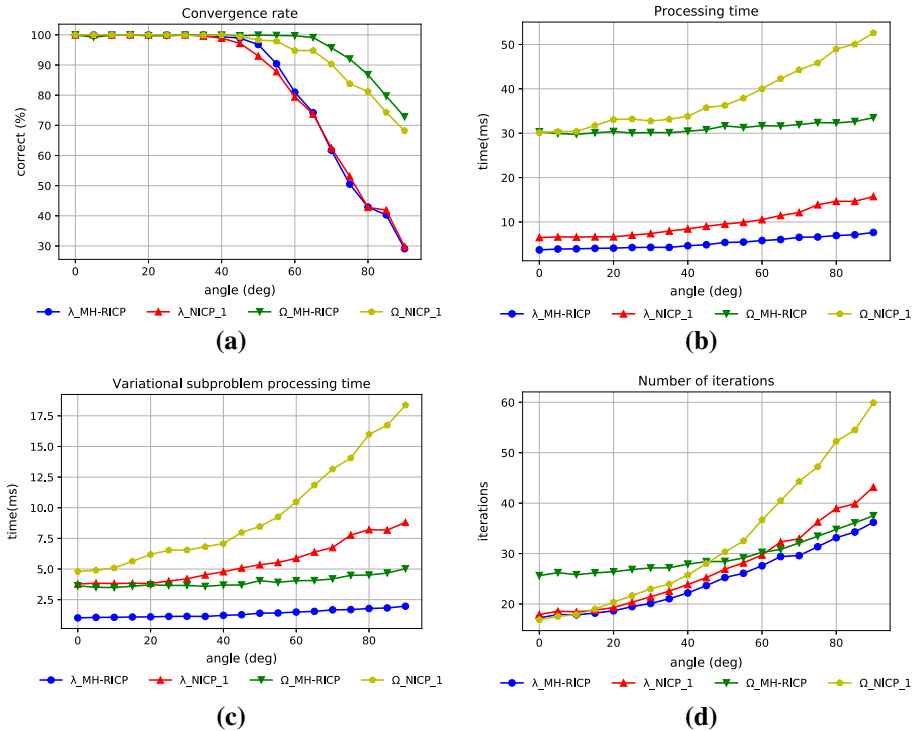 Convergence rate
100
90
80
70
60
50
40
30
correct (%)
0 20 40 60 80
angle (deg)
λ_MH-RICP λ_NICP_1 Ω_MH-RICP Ω_NICP_1
(a)
Processing time
50
40
30
20
10
time(ms)
0 20 40 60 80
angle (deg)
λ_MH-RICP λ_NICP_1 Ω_MH-RICP Ω_NICP_1
(b)
Variational subproblem processing time
17.5
15.0
12.5
10.0
7.5
5.0
2.5
time(ms)
0 20 40 60 80
angle (deg)
λ_MH-RICP λ_NICP_1 Ω_MH-RICP Ω_NICP_1
(c)
Number of iterations
60
50
40
30
20
iterations
0 20 40 60 80
angle (deg)
λ_MH-RICP λ_NICP_1 Ω_MH-RICP Ω_NICP_1
(d)